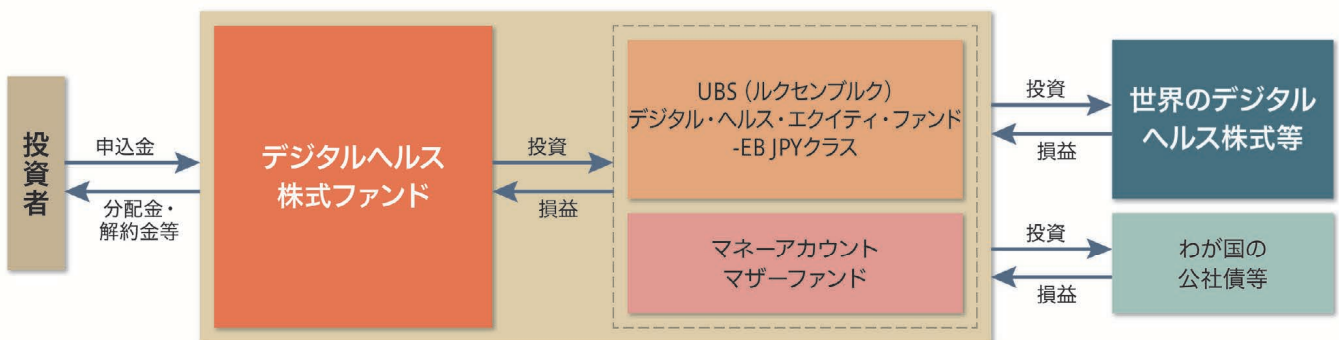 投資者
申込金
分配金・
解約金等
デジタルヘルス
株式ファンド
投資
損益
UBS（ルクセンブルク）
デジタル・ヘルス・エクイティ・ファンド
-EB JPYクラス
マネーアカウント
マザーファンド
投資
損益
世界のデジタル
ヘルス株式等
投資
損益
わが国の
公社債等